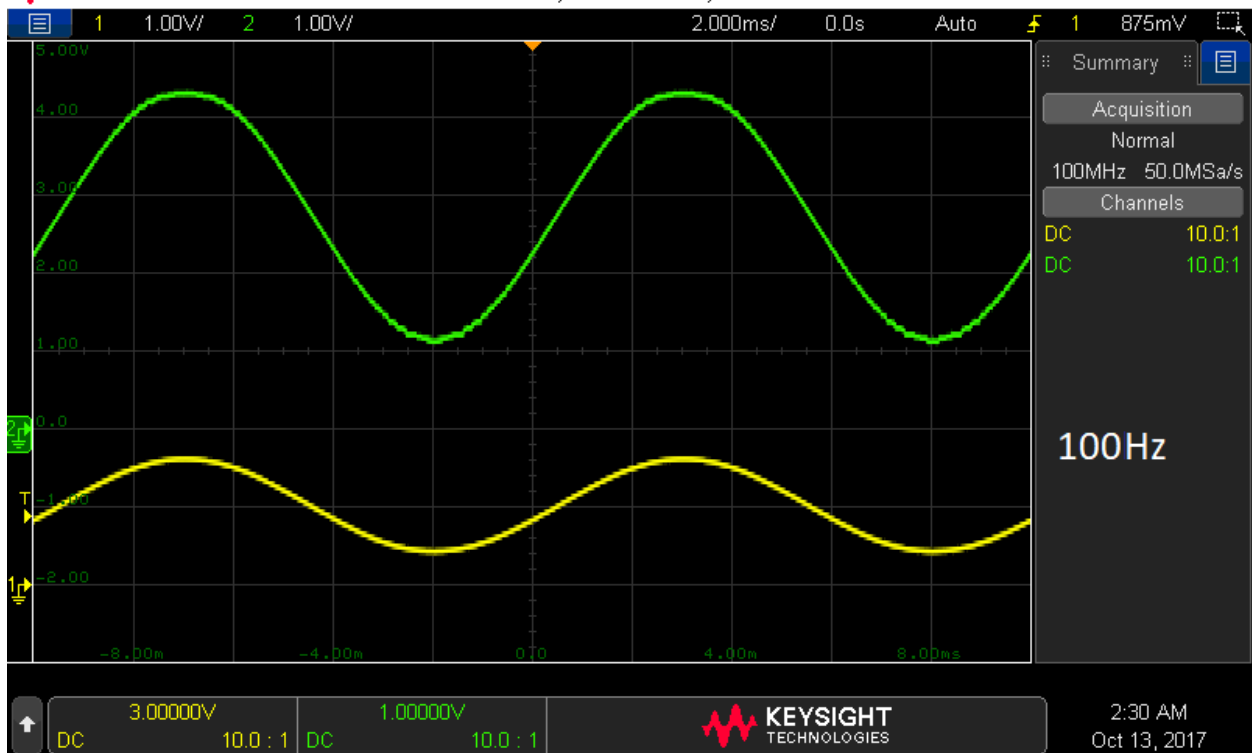 1 1.00V/ 2 1.00V/ 2.000ms/ 0.0s Auto 1 875mV
5.00V
4.00
3.00
2.00
1.00
2 0.0
T -1.00
1 -2.00
-8.00m -4.00m 0.0 4.00m 8.00ms
Summary
Acquisition
Normal
100MHz 50.0MSa/s
Channels
DC 10.0:1
DC 10.0:1
100Hz
3.00000V 1.00000V
DC 10.0 : 1 DC 10.0 : 1
KEYSIGHT
TECHNOLOGIES
2:30 AM
Oct 13, 2017